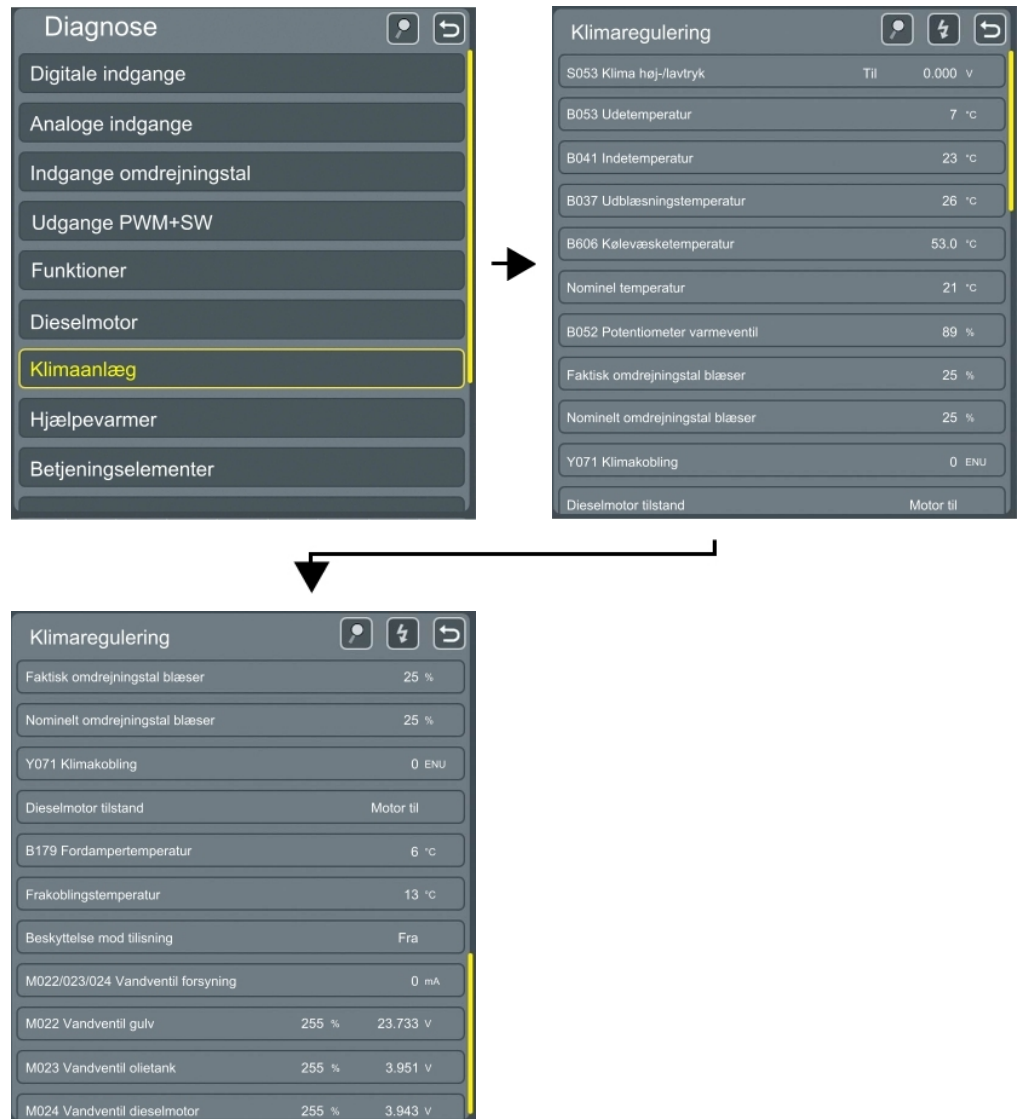 Diagnose
Digitale indgange
Analoge indgange
Indgange omdrejningstal
Udgange PWM+SW
Funktioner
Dieselmotor
Klimaanlæg
Hjælpevarmer
Betjeningselementer
Klimaregulering
S053 Klima høj-/lavtryk Til 0.000 V
B053 Udetemperatur 7 °C
B041 Indetemperatur 23 °C
B037 Udblæsningstemperatur 26 °C
B606 Kølevæsketemperatur 53.0 °C
Nominel temperatur 21 °C
B052 Potentiometer varmeventil 89 %
Faktisk omdrejningstal blæser 25 %
Nominelt omdrejningstal blæser 25 %
Y071 Klimakobling 0 ENU
Dieselmotor tilstand Motor til
Klimaregulering
Faktisk omdrejningstal blæser 25 %
Nominelt omdrejningstal blæser 25 %
Y071 Klimakobling 0 ENU
Dieselmotor tilstand Motor til
B179 Fordampertemperatur 6 °C
Frakoblingstemperatur 13 °C
Beskyttelse mod tilisning Fra
M022/023/024 Vandventil forsyning 0 mA
M022 Vandventil gulv 255 % 23.733 V
M023 Vandventil olietank 255 % 3.951 V
M024 Vandventil dieselmotor 255 % 3.943 V